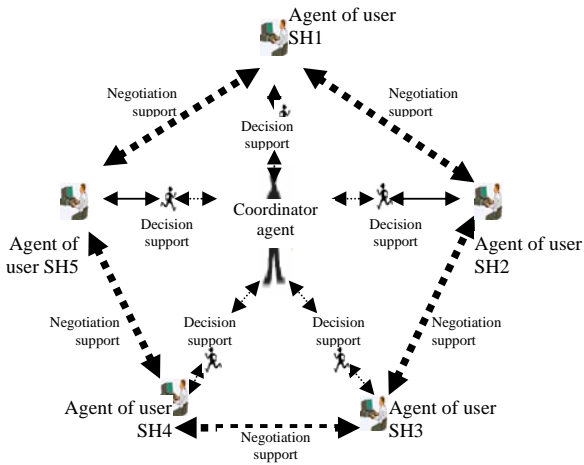 Agent of user
SH1
Negotiation
support
Negotiation
support
Decision
support
Decision
support
Coordinator
agent
Decision
support
Agent of
user SH5
Agent of user
SH2
Negotiation
support
Decision
support
Decision
support
Negotiation
support
Agent of user
SH4
Agent of user
SH3
Negotiation
support